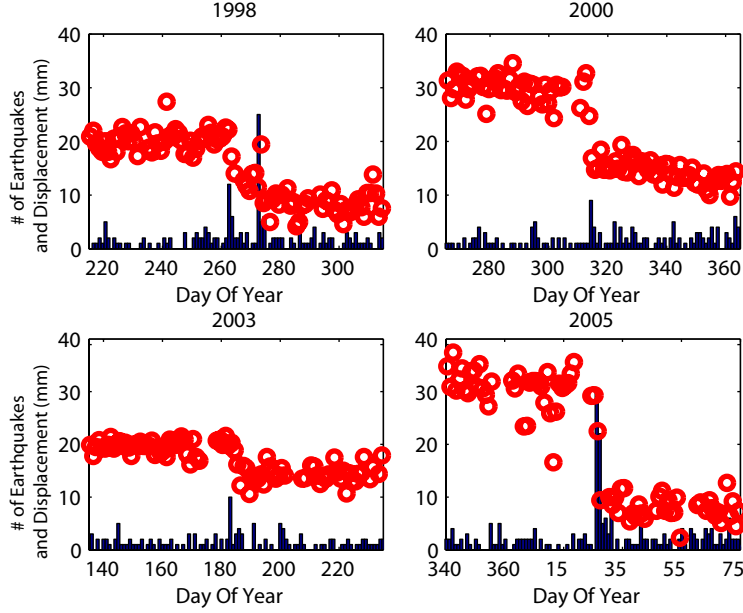 1998
2000
# of Earthquakes
and Displacement (mm)
40
30
20
10
0
220 240 260 280 300
Day Of Year
40
30
20
10
0
280 300 320 340 360
Day Of Year
2003
2005
# of Earthquakes
and Displacement (mm)
40
30
20
10
0
140 160 180 200 220
Day Of Year
40
30
20
10
0
340 360 15 35 55 75
Day Of Year